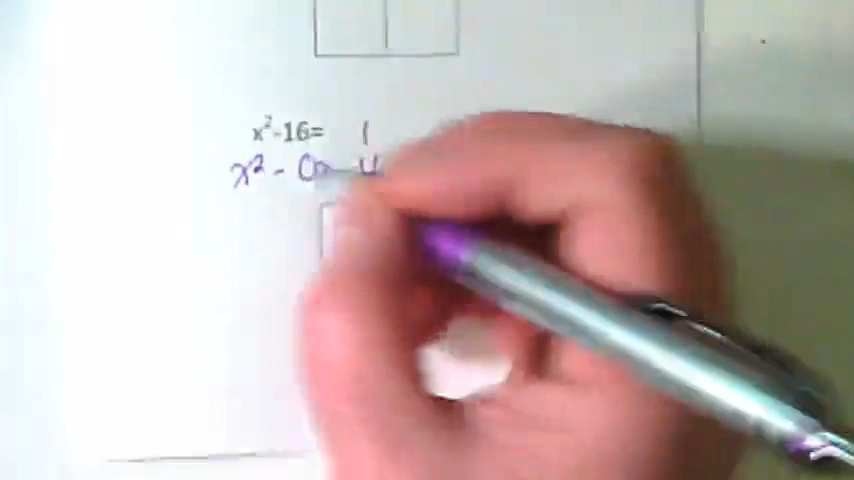 x²-16=
x² - 0x